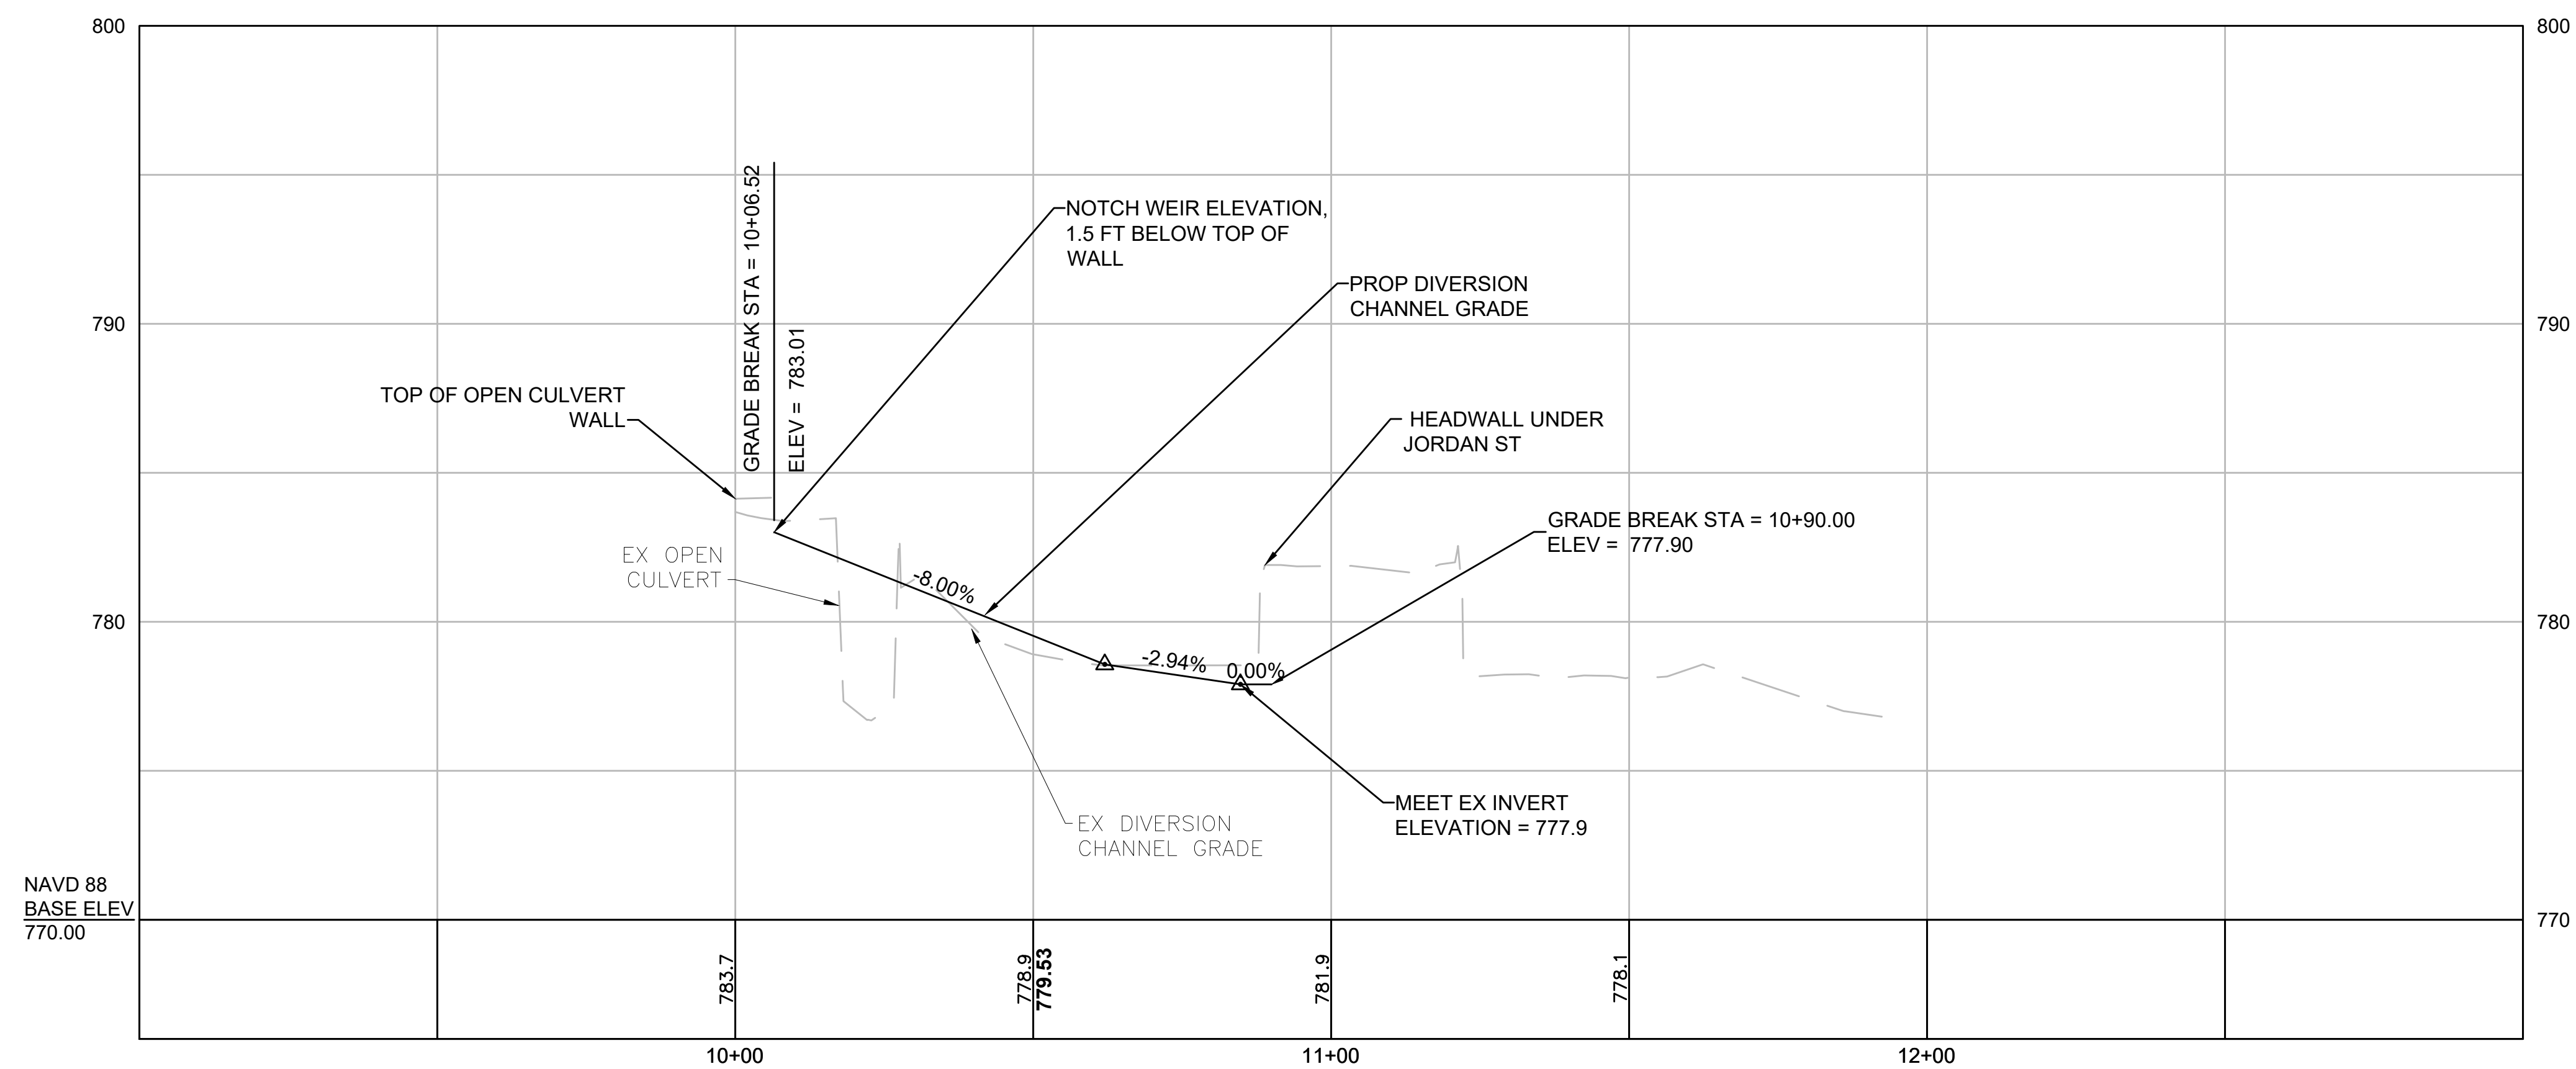 800
800
GRADE BREAK STA = 10+06.52
ELEV = 783.01
NOTCH WEIR ELEVATION,
1.5 FT BELOW TOP OF
WALL
PROP DIVERSION
CHANNEL GRADE
790
790
TOP OF OPEN CULVERT
WALL
HEADWALL UNDER
JORDAN ST
GRADE BREAK STA = 10+90.00
ELEV = 777.90
EX OPEN
CULVERT
-8.00%
780
780
-2.94%
0.00%
MEET EX INVERT
ELEVATION = 777.9
EX DIVERSION
CHANNEL GRADE
NAVD 88
BASE ELEV
770.00
770
783.7
778.9
779.53
781.9
778.1
10+00
11+00
12+00